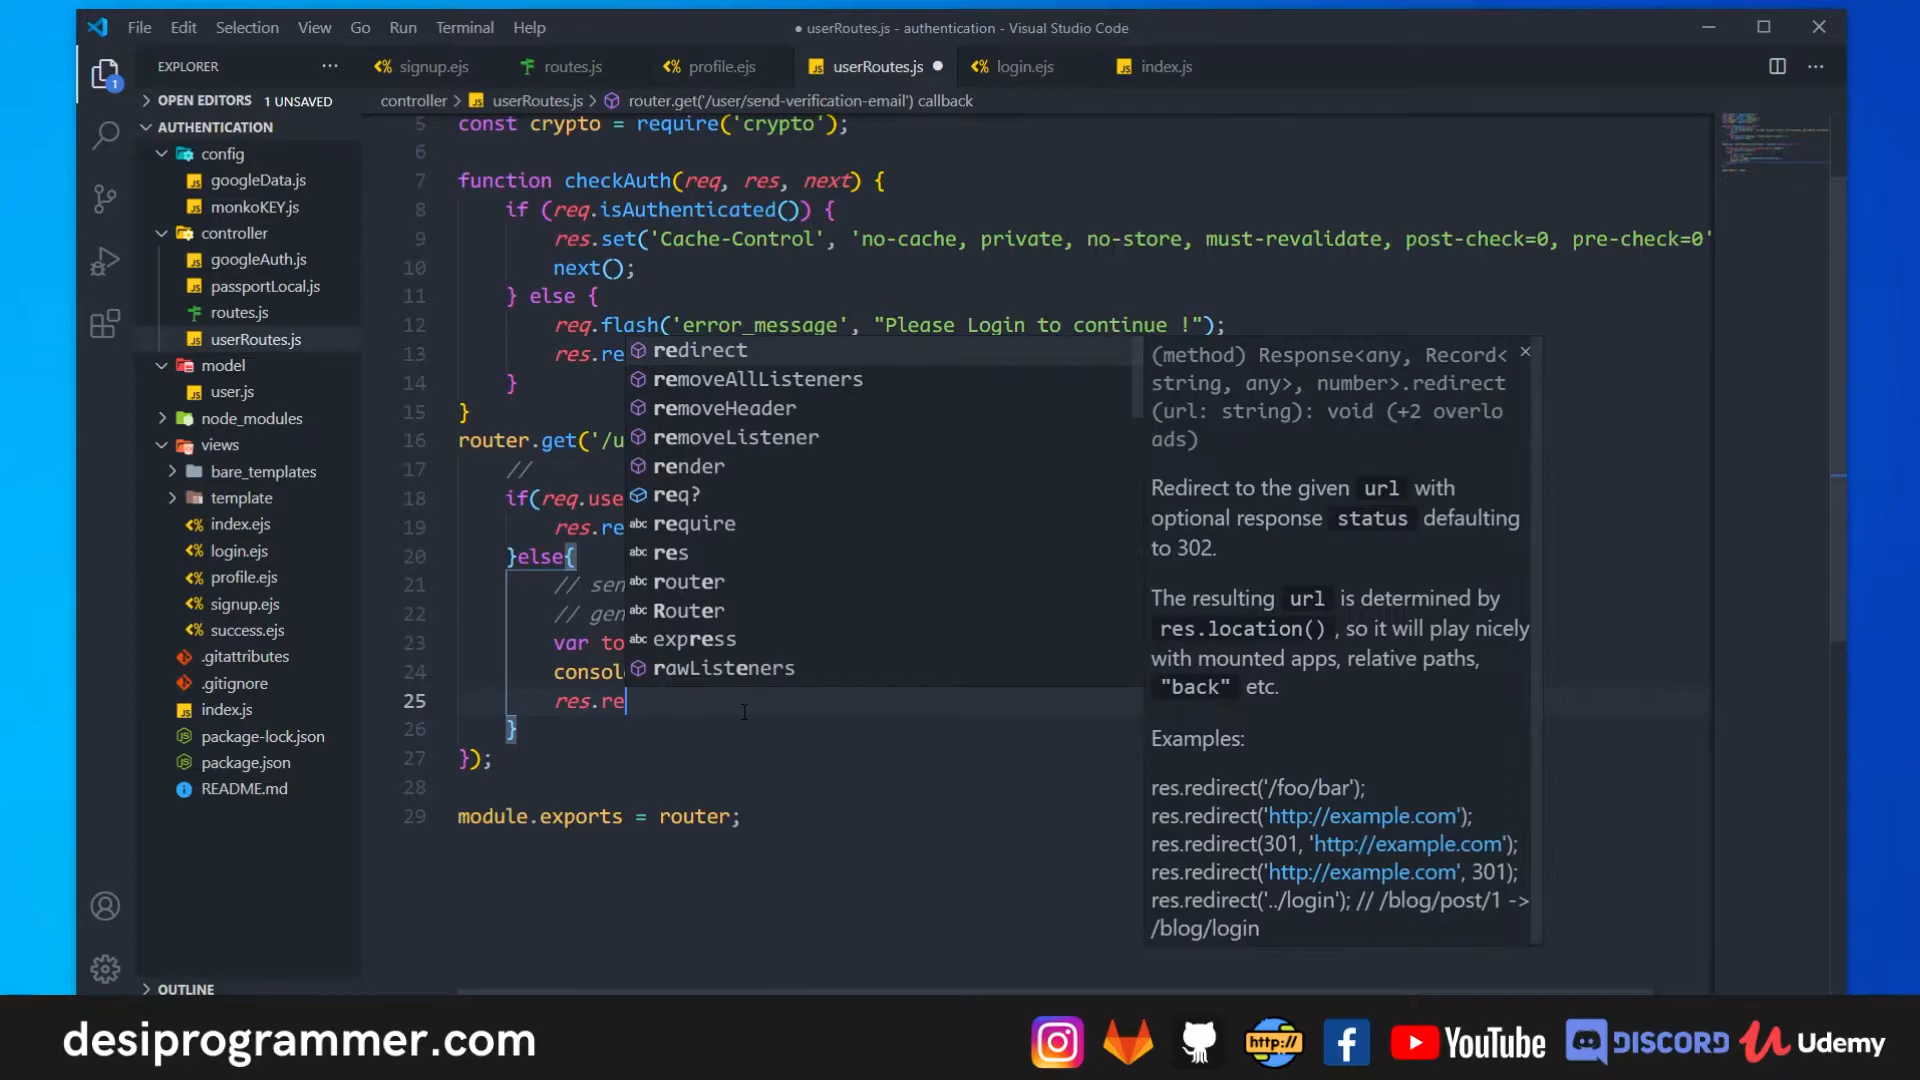 File Edit Selection View Go Run Terminal Help
● userRoutes.js - authentication - Visual Studio Code
EXPLORER ···
signup.ejs routes.js profile.ejs userRoutes.js ● login.ejs index.js
1
OPEN EDITORS 1 UNSAVED
AUTHENTICATION
config
googleData.js
monkoKEY.js
controller
googleAuth.js
passportLocal.js
routes.js
userRoutes.js
model
user.js
node_modules
views
bare_templates
template
index.ejs
login.ejs
profile.ejs
signup.ejs
success.ejs
.gitattributes
.gitignore
index.js
package-lock.json
package.json
README.md
OUTLINE
controller > userRoutes.js > router.get('/user/send-verification-email') callback
5 const crypto = require('crypto');
6
7 function checkAuth(req, res, next) {
8 if (req.isAuthenticated()) {
9 res.set('Cache-Control', 'no-cache, private, no-store, must-revalidate, post-check=0, pre-check=0'
10 next();
11 } else {
12 req.flash('error_message', "Please Login to continue !");
13 res.re
14 }
15 }
16 router.get('/u
17 //
18 if(req.use
19 res.re
20 }else{
21 // sen
22 // gen
23 var to
24 consol
25 res.re
26 }
27 });
28
29 module.exports = router;
redirect
removeAllListeners
removeHeader
removeListener
render
req?
abc require
abc res
abc router
abc Router
abc express
rawListeners
(method) Response<any, Record<
string, any>, number>.redirect
(url: string): void (+2 overlo
ads)
Redirect to the given url with
optional response status defaulting
to 302.
The resulting url is determined by
res.location() , so it will play nicely
with mounted apps, relative paths,
"back" etc.
Examples:
res.redirect('/foo/bar');
res.redirect('http://example.com');
res.redirect(301, 'http://example.com');
res.redirect('http://example.com', 301);
res.redirect('../login'); // /blog/post/1 ->
/blog/login
desiprogrammer.com
http://
YouTube
DISCORD
Udemy